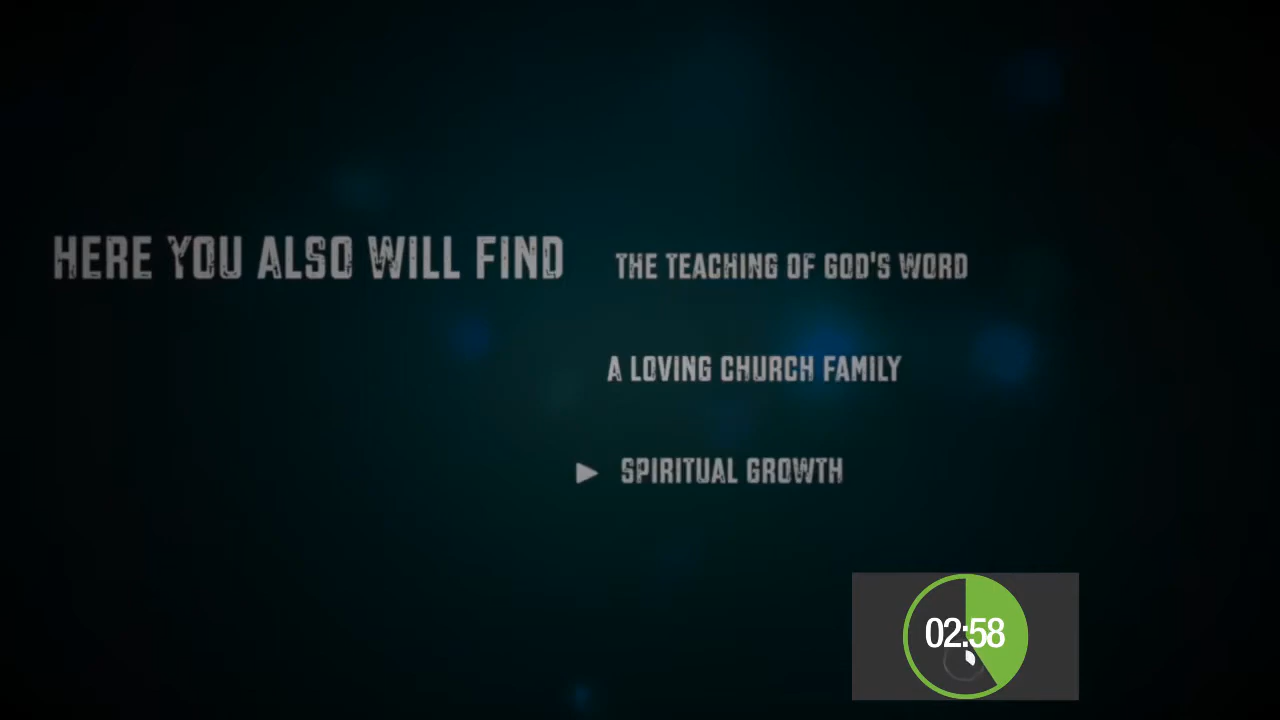 HERE YOU ALSO WILL FIND
THE TEACHING OF GOD'S WORD
A LOVING CHURCH FAMILY
SPIRITUAL GROWTH
02:58